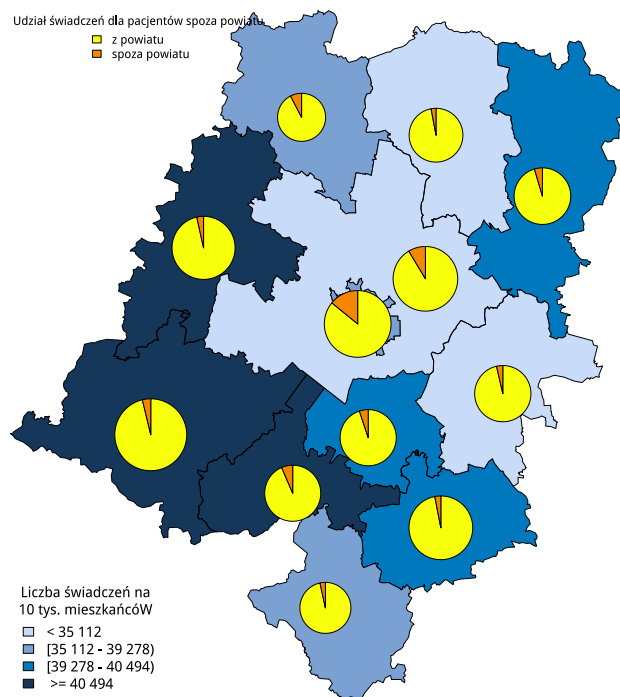 Udział świadczeń dla pacjentów spoza powiatu
z powiatu
spoza powiatu
Liczba świadczeń na
10 tys. mieszkańcóW
< 35 112
[35 112 - 39 278)
[39 278 - 40 494)
>= 40 494